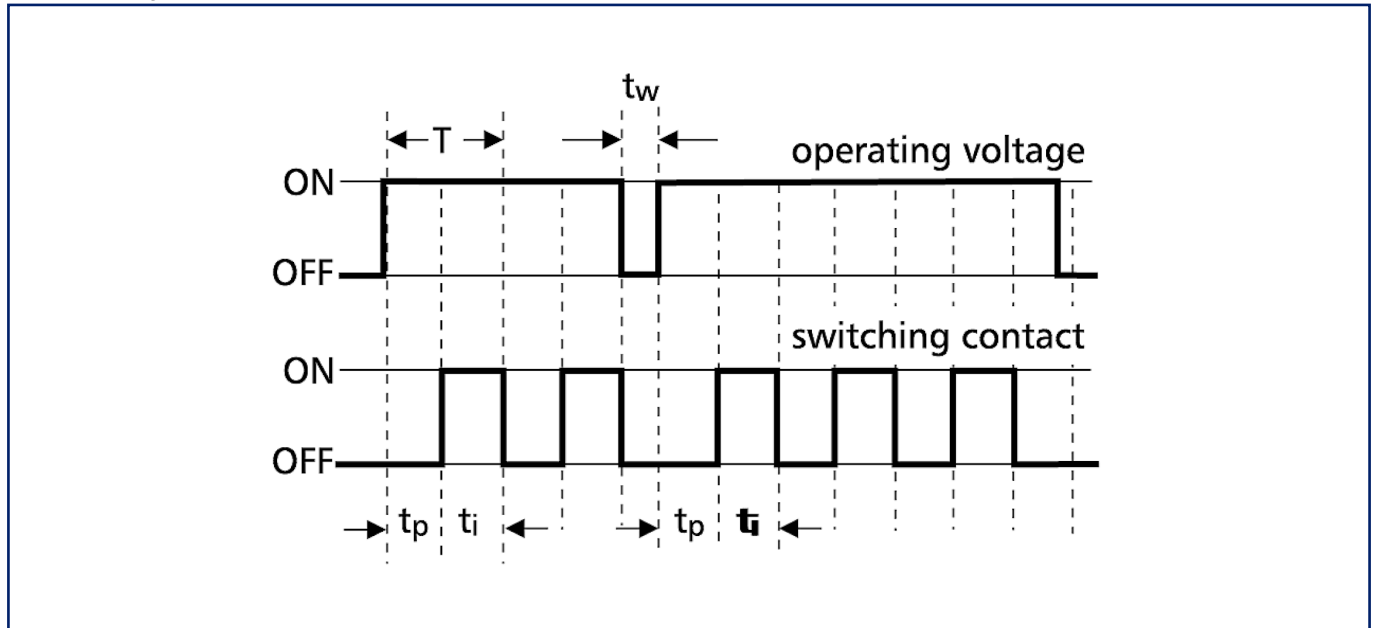 tw
T
operating voltage
ON
OFF
switching contact
ON
OFF
tp ti tp ti